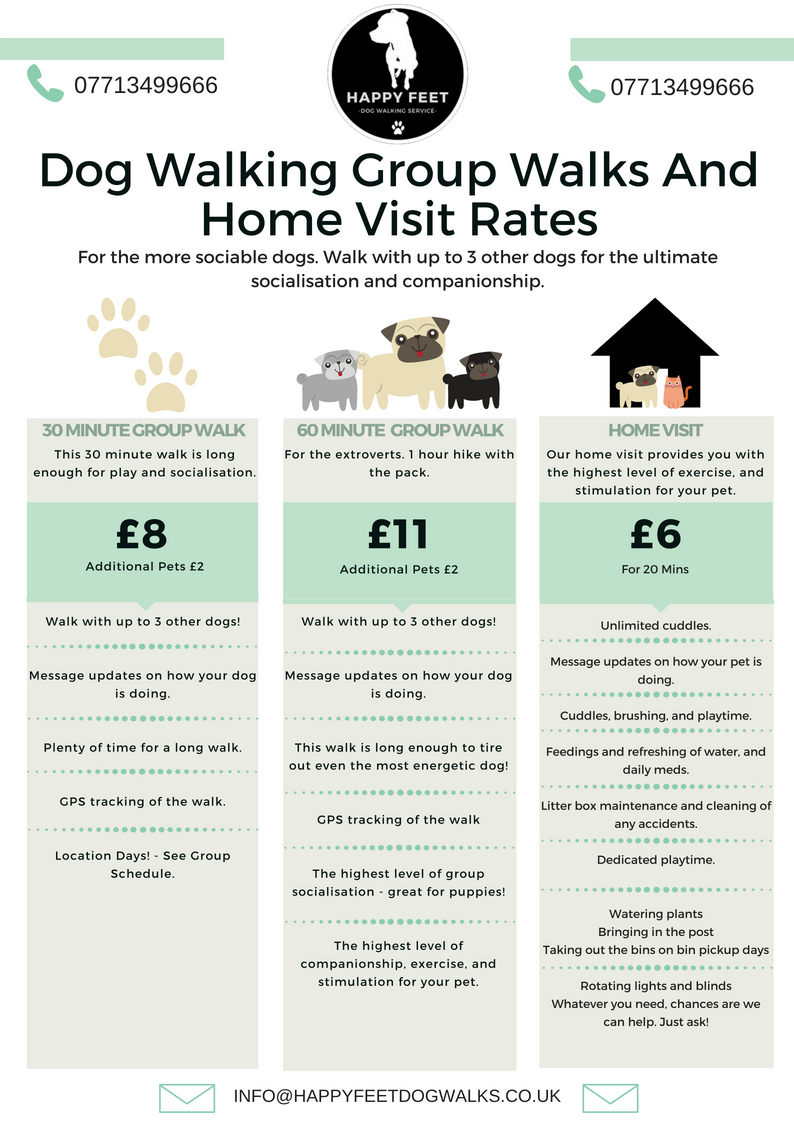 07713499666
HAPPY FEET
-DOG WALKING SERVICE-
07713499666
Dog Walking Group Walks And
Home Visit Rates
For the more sociable dogs. Walk with up to 3 other dogs for the ultimate
socialisation and companionship.
30 MINUTE GROUP WALK
This 30 minute walk is long
enough for play and socialisation.
£8
Additional Pets £2
Walk with up to 3 other dogs!
Message updates on how your dog
is doing.
Plenty of time for a long walk.
GPS tracking of the walk.
Location Days! - See Group
Schedule.
60 MINUTE GROUP WALK
For the extroverts. 1 hour hike with
the pack.
£11
Additional Pets £2
Walk with up to 3 other dogs!
Message updates on how your dog
is doing.
This walk is long enough to tire
out even the most energetic dog!
GPS tracking of the walk
The highest level of group
socialisation - great for puppies!
The highest level of
companionship, exercise, and
stimulation for your pet.
HOME VISIT
Our home visit provides you with
the highest level of exercise, and
stimulation for your pet.
£6
For 20 Mins
Unlimited cuddles.
Message updates on how your pet is
doing.
Cuddles, brushing, and playtime.
Feedings and refreshing of water, and
daily meds.
Litter box maintenance and cleaning of
any accidents.
Dedicated playtime.
Watering plants
Bringing in the post
Taking out the bins on bin pickup days
Rotating lights and blinds
Whatever you need, chances are we
can help. Just ask!
INFO@HAPPYFEETDOGWALKS.CO.UK